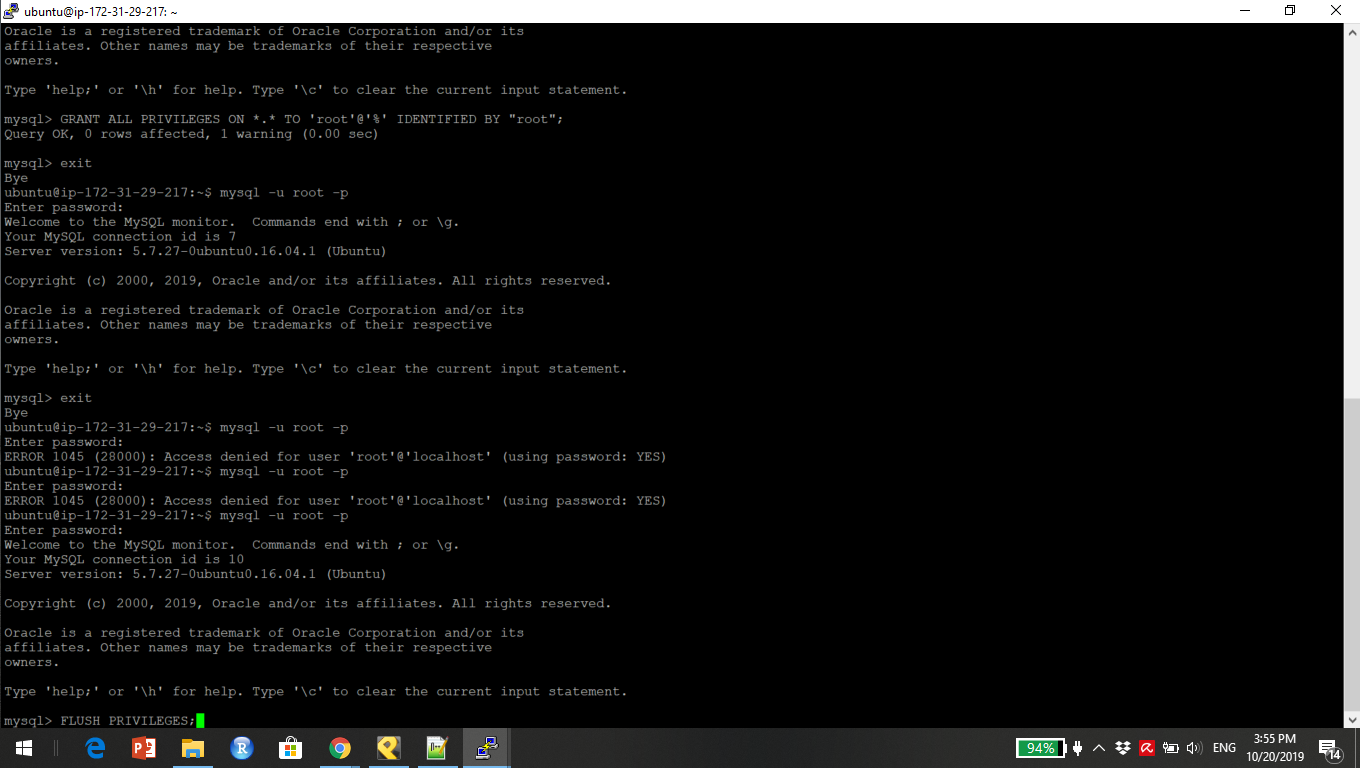 ubuntu@ip-172-31-29-217: ~
Oracle is a registered trademark of Oracle Corporation and/or its
affiliates. Other names may be trademarks of their respective
owners.
Type 'help;' or '\h' for help. Type '\c' to clear the current input statement.
mysql> GRANT ALL PRIVILEGES ON *.* TO 'root'@'%' IDENTIFIED BY "root";
Query OK, 0 rows affected, 1 warning (0.00 sec)
mysql> exit
Bye
ubuntu@ip-172-31-29-217:~$ mysql -u root -p
Enter password:
Welcome to the MySQL monitor.  Commands end with ; or \g.
Your MySQL connection id is 7
Server version: 5.7.27-0ubuntu0.16.04.1 (Ubuntu)
Copyright (c) 2000, 2019, Oracle and/or its affiliates. All rights reserved.
Oracle is a registered trademark of Oracle Corporation and/or its
affiliates. Other names may be trademarks of their respective
owners.
Type 'help;' or '\h' for help. Type '\c' to clear the current input statement.
mysql> exit
Bye
ubuntu@ip-172-31-29-217:~$ mysql -u root -p
Enter password:
ERROR 1045 (28000): Access denied for user 'root'@'localhost' (using password: YES)
ubuntu@ip-172-31-29-217:~$ mysql -u root -p
Enter password:
ERROR 1045 (28000): Access denied for user 'root'@'localhost' (using password: YES)
ubuntu@ip-172-31-29-217:~$ mysql -u root -p
Enter password:
Welcome to the MySQL monitor.  Commands end with ; or \g.
Your MySQL connection id is 10
Server version: 5.7.27-0ubuntu0.16.04.1 (Ubuntu)
Copyright (c) 2000, 2019, Oracle and/or its affiliates. All rights reserved.
Oracle is a registered trademark of Oracle Corporation and/or its
affiliates. Other names may be trademarks of their respective
owners.
Type 'help;' or '\h' for help. Type '\c' to clear the current input statement.
mysql> FLUSH PRIVILEGES;
94%
ENG
3:55 PM
10/20/2019
14